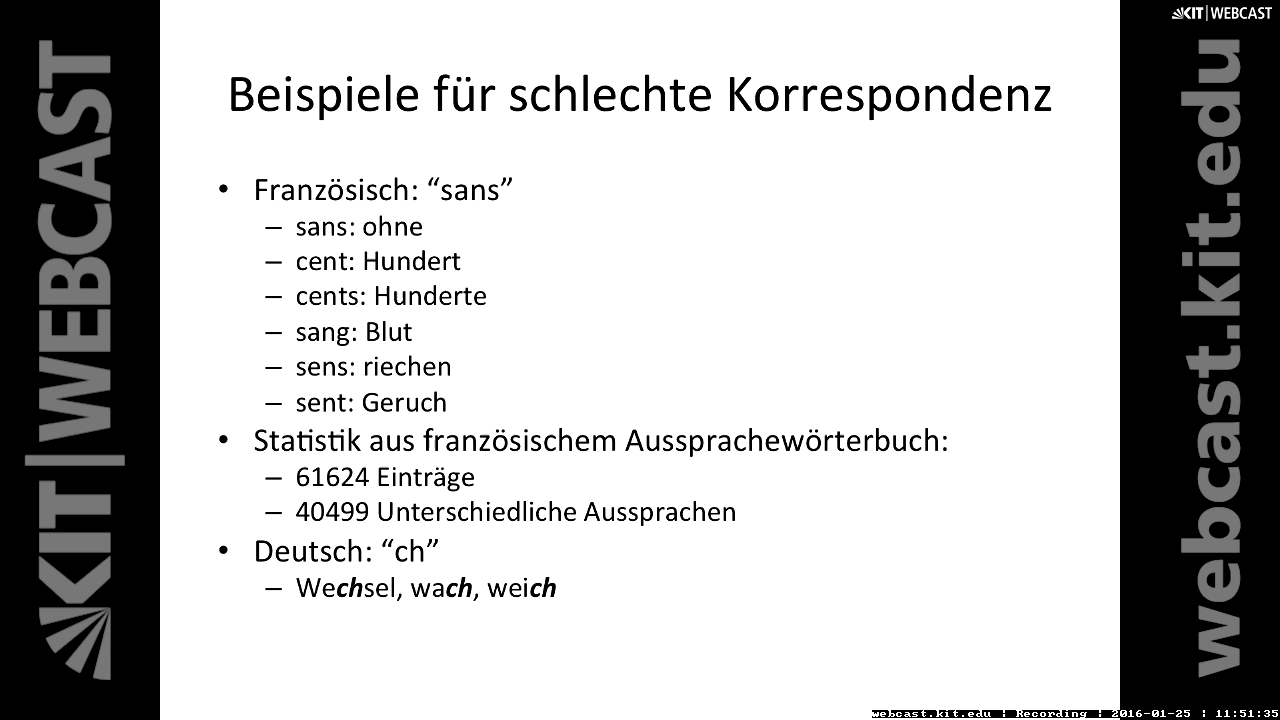 KIT | WEBCAST
KIT | WEBCAST
webcast.kit.edu
Beispiele für schlechte Korrespondenz
• Französisch: “sans”
– sans: ohne
– cent: Hundert
– cents: Hunderte
– sang: Blut
– sens: riechen
– sent: Geruch
• Statistik aus französischem Aussprachewörterbuch:
– 61624 Einträge
– 40499 Unterschiedliche Aussprachen
• Deutsch: “ch”
– Wechsel, wach, weich
webcast.kit.edu | Recording | 2016-01-25 | 11:51:35